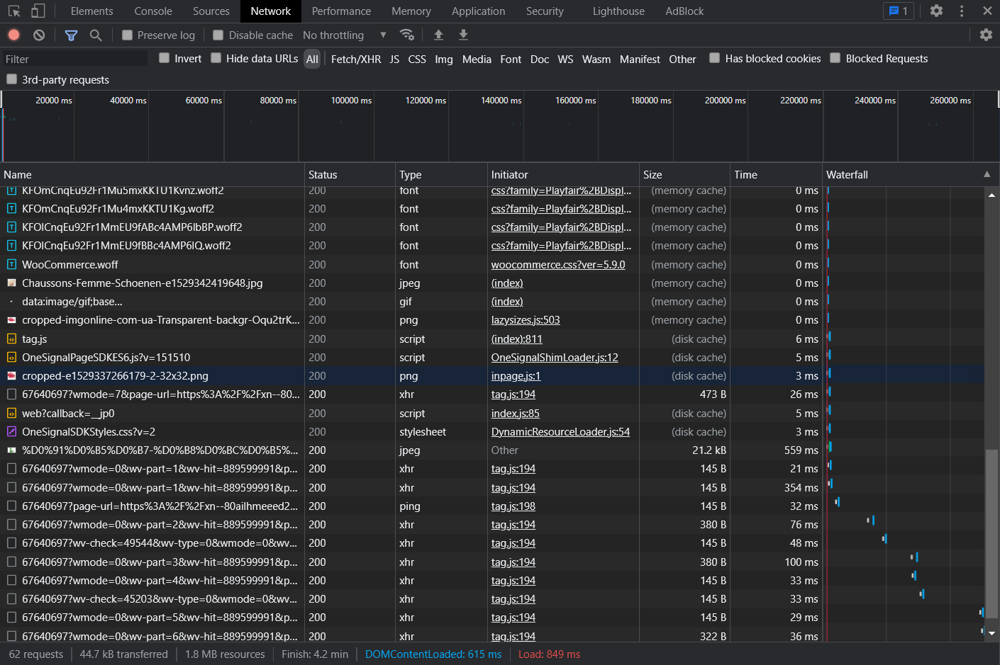 Elements Console Sources Network Performance Memory Application Security Lighthouse AdBlock 1
Preserve log Disable cache No throttling
Filter Invert Hide data URLs All Fetch/XHR JS CSS Img Media Font Doc WS Wasm Manifest Other Has blocked cookies Blocked Requests
3rd-party requests
20000 ms 40000 ms 60000 ms 80000 ms 100000 ms 120000 ms 140000 ms 160000 ms 180000 ms 200000 ms 220000 ms 240000 ms 260000 ms
Name Status Type Initiator Size Time Waterfall
KFOmCnqEu92Fr1Mu5mxKKTU1Kvnz.woff2 200 font css?family=Playfair%2BDispl... (memory cache) 0 ms
KFOmCnqEu92Fr1Mu4mxKKTU1Kg.woff2 200 font css?family=Playfair%2BDispl... (memory cache) 0 ms
KFOlCnqEu92Fr1MmEU9fABc4AMP6lbBP.woff2 200 font css?family=Playfair%2BDispl... (memory cache) 0 ms
KFOlCnqEu92Fr1MmEU9fBBc4AMP6lQ.woff2 200 font css?family=Playfair%2BDispl... (memory cache) 0 ms
WooCommerce.woff 200 font woocommerce.css?ver=5.9.0 (memory cache) 0 ms
Chaussons-Femme-Schoenen-e1529342419648.jpg 200 jpeg (index) (memory cache) 0 ms
data:image/gif;base... 200 gif (index) (memory cache) 0 ms
cropped-imgonline-com-ua-Transparent-backgr-Oqu2trK... 200 png lazysizes.js:503 (memory cache) 0 ms
tag.js 200 script (index):811 (disk cache) 6 ms
OneSignalPageSDKES6.js?v=151510 200 script OneSignalShimLoader.js:12 (disk cache) 5 ms
cropped-e1529337266179-2-32x32.png 200 png inpage.js:1 (disk cache) 3 ms
67640697?wmode=7&page-url=https%3A%2F%2Fxn--80... 200 xhr tag.js:194 473 B 26 ms
web?callback=__jp0 200 script index.js:85 (disk cache) 5 ms
OneSignalSDKStyles.css?v=2 200 stylesheet DynamicResourceLoader.js:54 (disk cache) 3 ms
%D0%91%D0%B5%D0%B7-%D0%B8%D0%BC%D0%B5%... 200 jpeg Other 21.2 kB 559 ms
67640697?wmode=0&wv-part=1&wv-hit=889599991&p... 200 xhr tag.js:194 145 B 21 ms
67640697?wmode=0&wv-part=1&wv-hit=889599991&p... 200 xhr tag.js:194 145 B 354 ms
67640697?page-url=https%3A%2F%2Fxn--80ailhmeeed2... 200 ping tag.js:198 145 B 32 ms
67640697?wmode=0&wv-part=2&wv-hit=889599991&p... 200 xhr tag.js:194 380 B 76 ms
67640697?wv-check=49544&wv-type=0&wmode=0&wv... 200 xhr tag.js:194 145 B 48 ms
67640697?wmode=0&wv-part=3&wv-hit=889599991&p... 200 xhr tag.js:194 380 B 100 ms
67640697?wmode=0&wv-part=4&wv-hit=889599991&p... 200 xhr tag.js:194 145 B 33 ms
67640697?wv-check=45203&wv-type=0&wmode=0&wv... 200 xhr tag.js:194 145 B 33 ms
67640697?wmode=0&wv-part=5&wv-hit=889599991&p... 200 xhr tag.js:194 145 B 29 ms
67640697?wmode=0&wv-part=6&wv-hit=889599991&p... 200 xhr tag.js:194 322 B 36 ms
62 requests 44.7 kB transferred 1.8 MB resources Finish: 4.2 min DOMContentLoaded: 615 ms Load: 849 ms